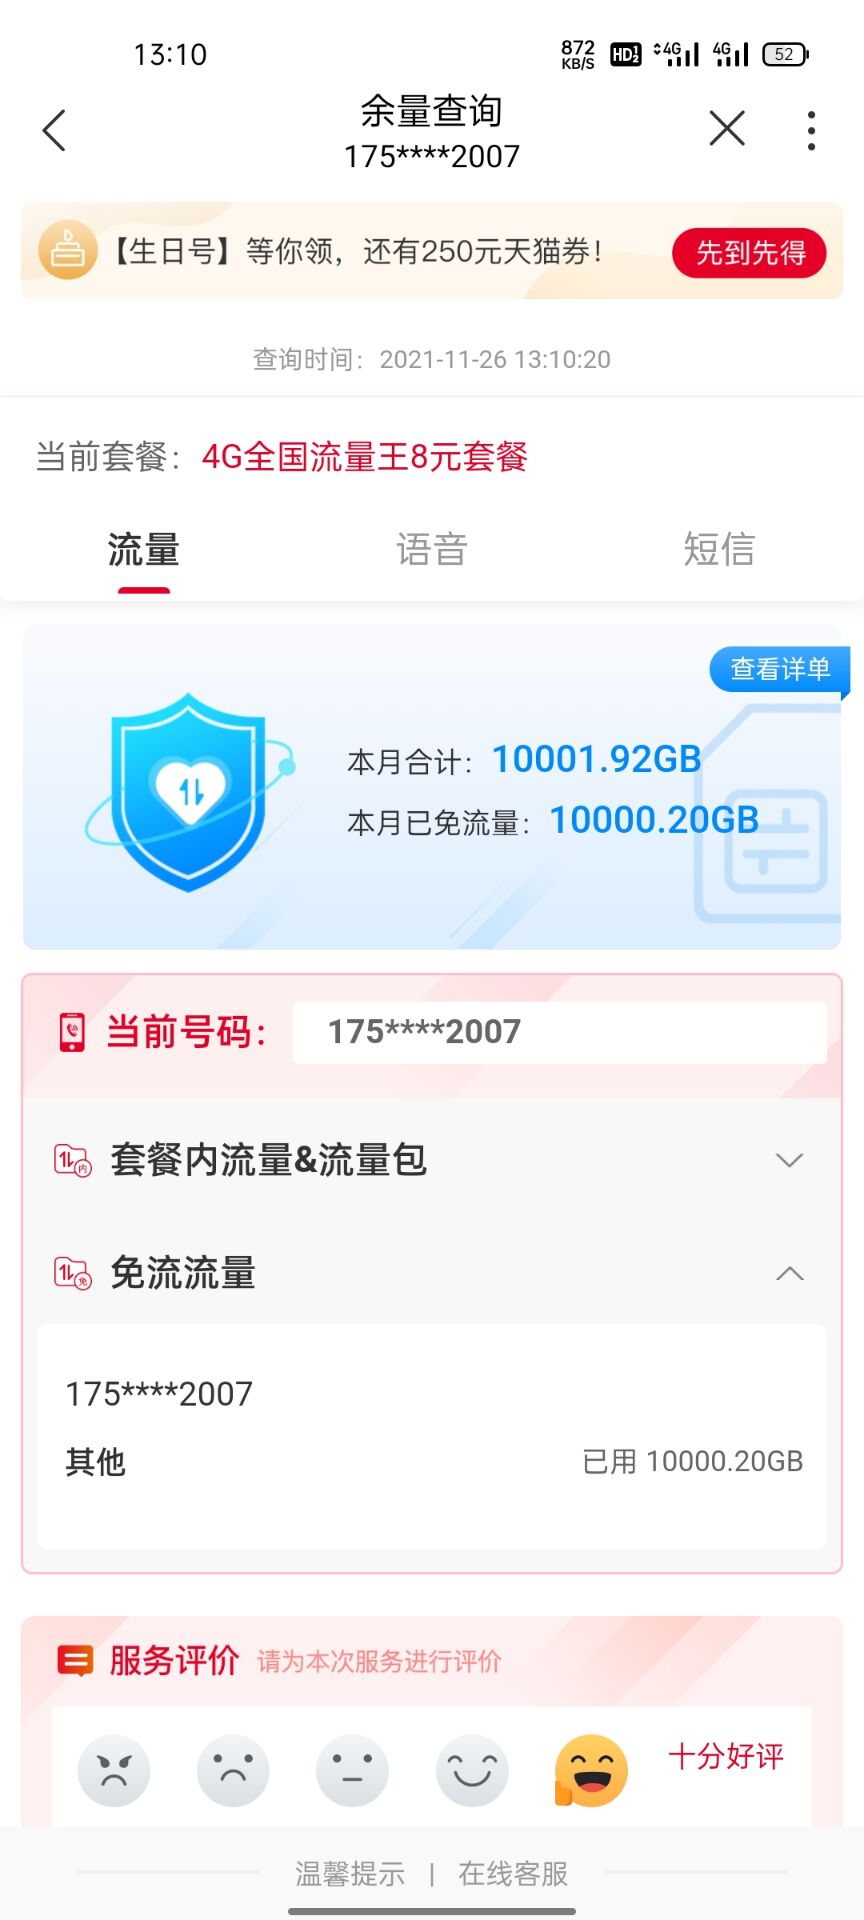 13:10
872
KB/S
HD
4G
4G
52
余量查询
175****2007
【生日号】等你领，还有250元天猫券！
先到先得
查询时间：2021-11-26 13:10:20
当前套餐：4G全国流量王8元套餐
流量
语音
短信
查看详单
本月合计：10001.92GB
本月已免流量：10000.20GB
当前号码：
175****2007
套餐内流量&流量包
免流流量
175****2007
其他
已用 10000.20GB
服务评价
请为本次服务进行评价
十分好评
温馨提示 | 在线客服